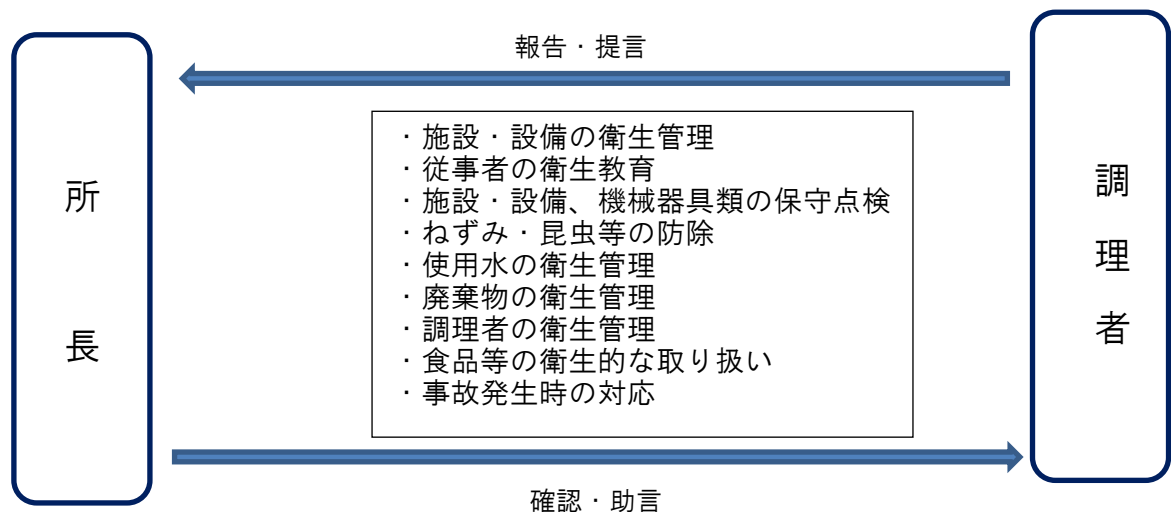 報告・提言
所長
・施設・設備の衛生管理
・従事者の衛生教育
・施設・設備、機械器具類の保守点検
・ねずみ・昆虫等の防除
・使用水の衛生管理
・廃棄物の衛生管理
・調理者の衛生管理
・食品等の衛生的な取り扱い
・事故発生時の対応
調理者
確認・助言